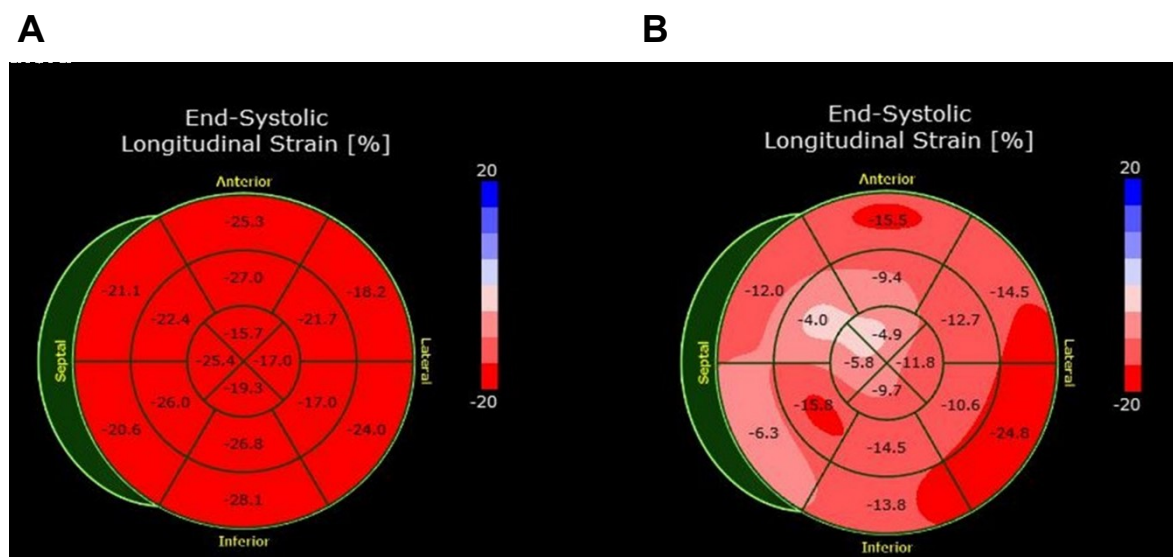 A
B
End-Systolic
Longitudinal Strain [%]
Anterior
20
-25.3
-21.1
-18.2
-27.0
-22.4
-21.7
-15.7
Septal
-25.4
-17.0
Lateral
-19.3
-26.0
-17.0
-20
-20.6
-24.0
-26.8
-28.1
Inferior
End-Systolic
Longitudinal Strain [%]
Anterior
20
-15.5
-12.0
-14.5
-9.4
-4.0
-12.7
-4.9
Septal
-5.8
-11.8
Lateral
-9.7
-15.8
-10.6
-20
-6.3
-24.8
-14.5
-13.8
Inferior